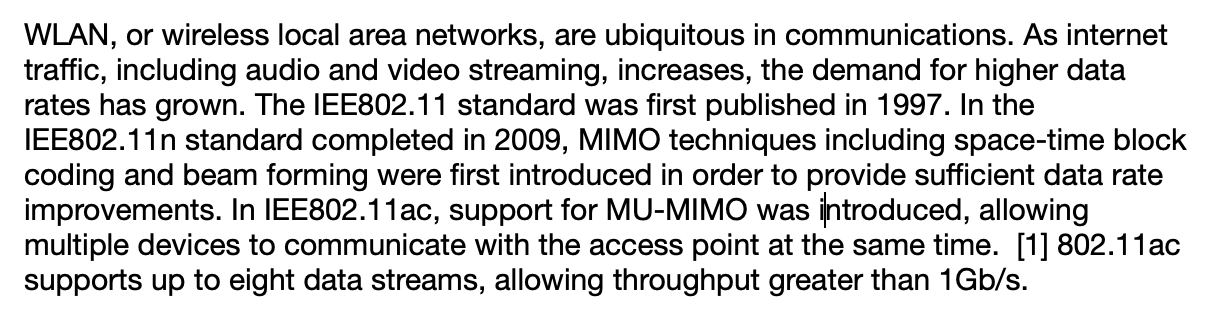 WLAN, or wireless local area networks, are ubiquitous in communications. As internet
traffic, including audio and video streaming, increases, the demand for higher data
rates has grown. The IEE802.11 standard was first published in 1997. In the
IEE802.11n standard completed in 2009, MIMO techniques including space-time block
coding and beam forming were first introduced in order to provide sufficient data rate
improvements. In IEE802.11ac, support for MU-MIMO was introduced, allowing
multiple devices to communicate with the access point at the same time.  [1] 802.11ac
supports up to eight data streams, allowing throughput greater than 1Gb/s.